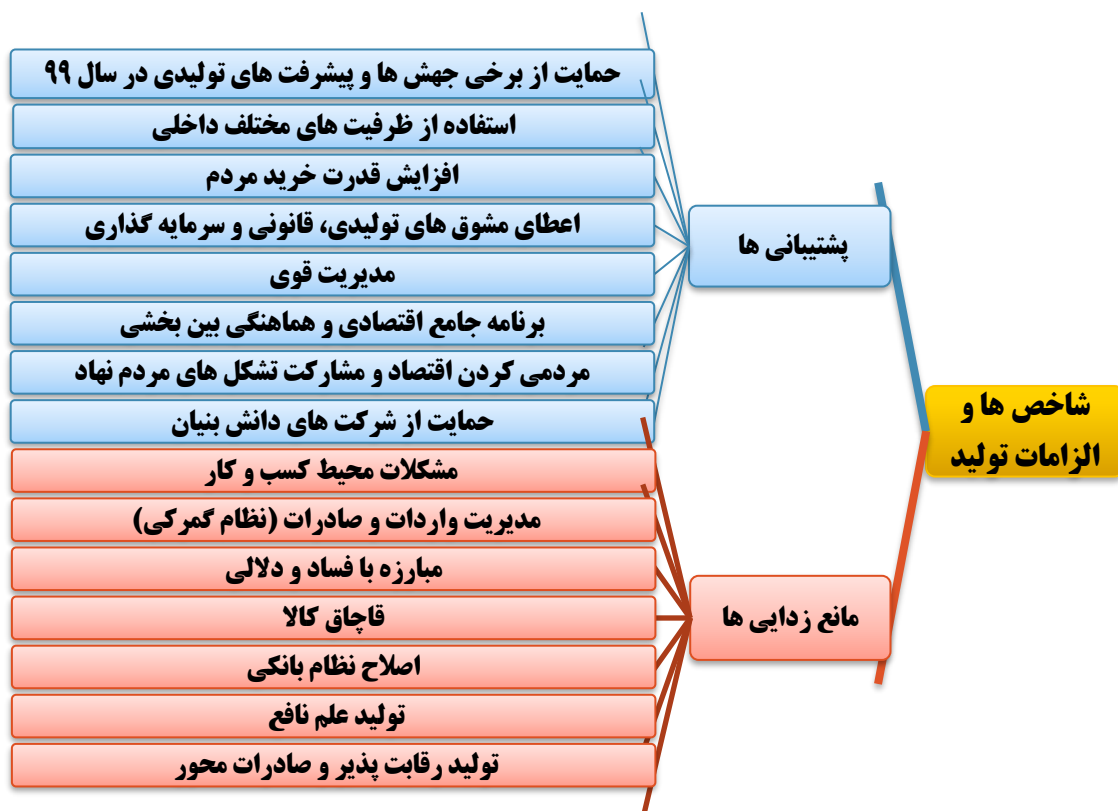 شاخص ها و
الزامات تولید
پشتیبانی ها
حمایت از برخی جهش ها و پیشرفت های تولیدی در سال ۹۹
استفاده از ظرفیت های مختلف داخلی
افزایش قدرت خرید مردم
اعطای مشوق های تولیدی، قانونی و سرمایه گذاری
مدیریت قوی
برنامه جامع اقتصادی و هماهنگی بین بخشی
مردمی کردن اقتصاد و مشارکت تشکل های مردم نهاد
حمایت از شرکت های دانش بنیان
مانع زدایی ها
مشکلات محیط کسب و کار
مدیریت واردات و صادرات (نظام گمرکی)
مبارزه با فساد و دلالی
قاچاق کالا
اصلاح نظام بانکی
تولید علم نافع
تولید رقابت پذیر و صادرات محور